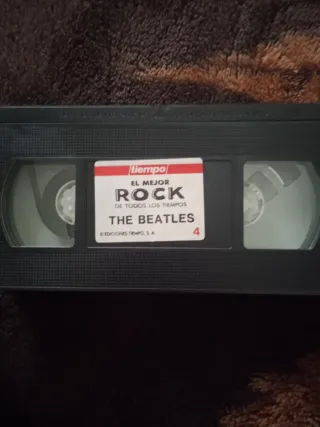 tiempo
EL MEJOR
ROCK
DE TODOS LOS TIEMPOS
THE BEATLES
© EDICIONES TIEMPO, S. A.
4